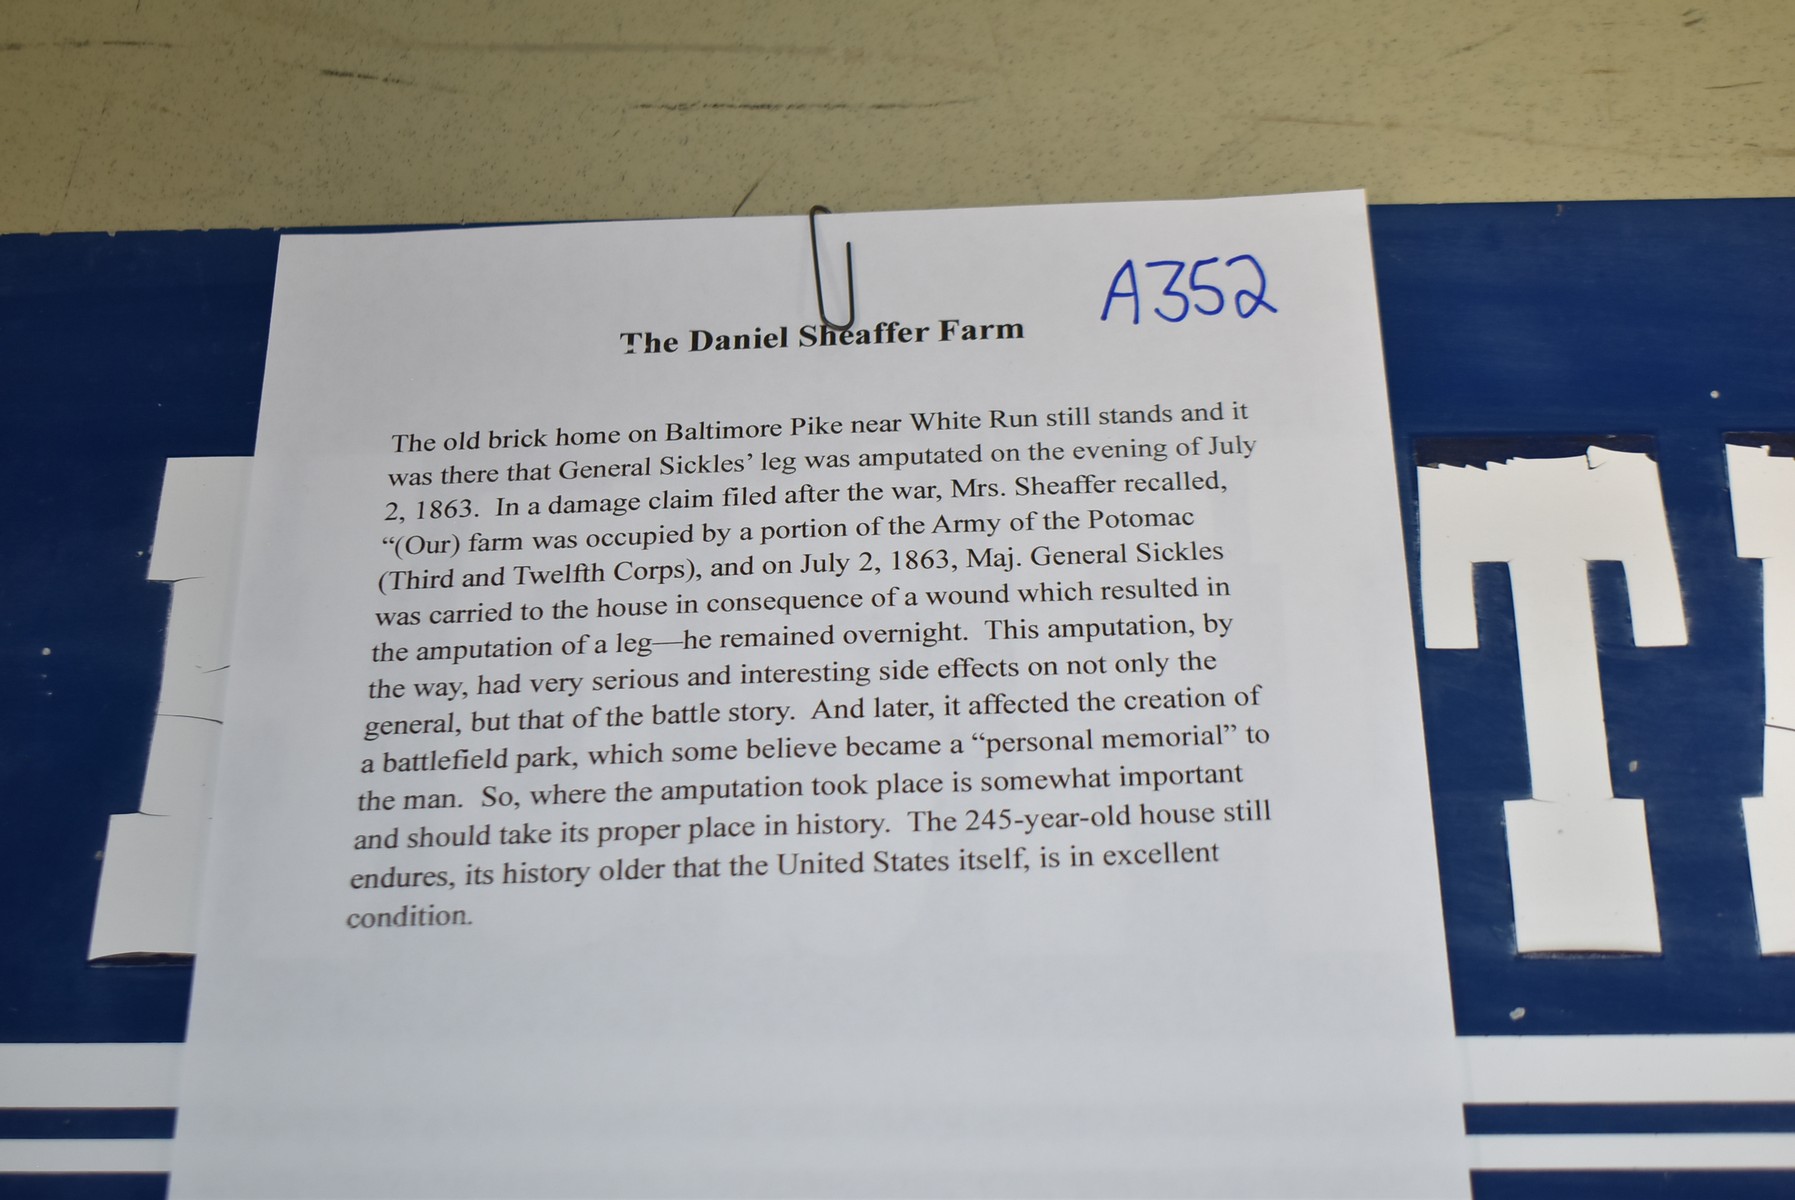 A352
The Daniel Sheaffer Farm
The old brick home on Baltimore Pike near White Run still stands and it
was there that General Sickles’ leg was amputated on the evening of July
2, 1863.  In a damage claim filed after the war, Mrs. Sheaffer recalled,
“(Our) farm was occupied by a portion of the Army of the Potomac
(Third and Twelfth Corps), and on July 2, 1863, Maj. General Sickles
was carried to the house in consequence of a wound which resulted in
the amputation of a leg—he remained overnight.  This amputation, by
the way, had very serious and interesting side effects on not only the
general, but that of the battle story.  And later, it affected the creation of
a battlefield park, which some believe became a “personal memorial” to
the man.  So, where the amputation took place is somewhat important
and should take its proper place in history.  The 245-year-old house still
endures, its history older that the United States itself, is in excellent
condition.
T